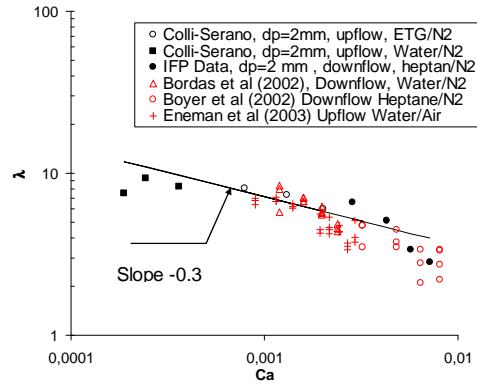 100
Colli-Serano, dp=2mm, upflow, ETG/N2
Colli-Serano, dp=2mm, upflow, Water/N2
IFP Data, dp=2 mm , downflow, heptan/N2
Bordas et al (2002), Downflow, Water/N2
Boyer et al (2002) Downflow Heptane/N2
Eneman et al (2003) Upflow Water/Air
λ
10
Slope -0.3
1
0,0001
0,001
0,01
Ca